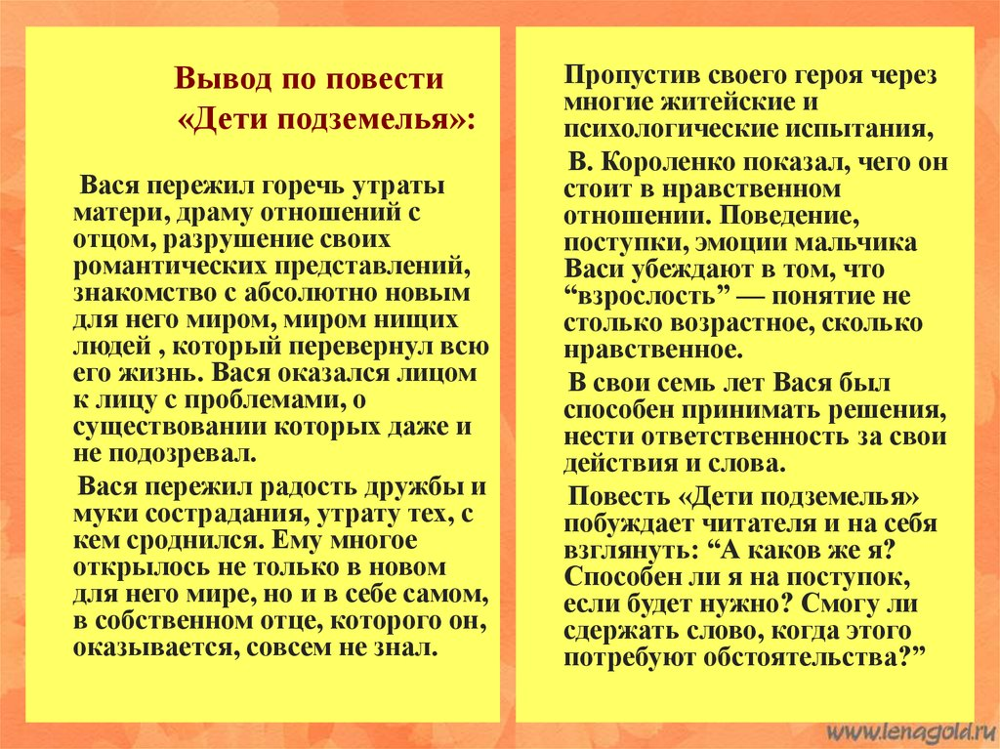 Вывод по повести
«Дети подземелья»:
Вася пережил горечь утраты
матери, драму отношений с
отцом, разрушение своих
романтических представлений,
знакомство с абсолютно новым
для него миром, миром нищих
людей , который перевернул всю
его жизнь. Вася оказался лицом
к лицу с проблемами, о
существовании которых даже и
не подозревал.
Вася пережил радость дружбы и
муки сострадания, утрату тех, с
кем сроднился. Ему многое
открылось не только в новом
для него мире, но и в себе самом,
в собственном отце, которого он,
оказывается, совсем не знал.
Пропустив своего героя через
многие житейские и
психологические испытания,
В. Короленко показал, чего он
стоит в нравственном
отношении. Поведение,
поступки, эмоции мальчика
Васи убеждают в том, что
“взрослость” — понятие не
столько возрастное, сколько
нравственное.
В свои семь лет Вася был
способен принимать решения,
нести ответственность за свои
действия и слова.
Повесть «Дети подземелья»
побуждает читателя и на себя
взглянуть: “А каков же я?
Способен ли я на поступок,
если будет нужно? Смогу ли
сдержать слово, когда этого
потребуют обстоятельства?”
www.lenagold.ru